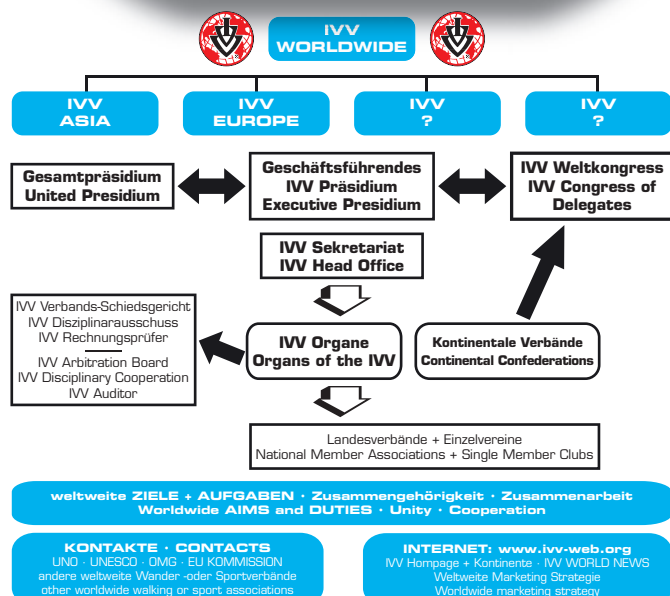 IVV
WORLDWIDE
IVV
ASIA
IVV
EUROPE
IVV
?
IVV
?
Gesamtpräsidium
United Presidium
Geschäftsführendes
IVV Präsidium
Executive Presidium
IVV Weltkongress
IVV Congress of
Delegates
IVV Sekretariat
IVV Head Office
IVV Verbands-Schiedsgericht
IVV Disziplinarausschuss
IVV Rechnungsprüfer
IVV Arbitration Board
IVV Disciplinary Cooperation
IVV Auditor
IVV Organe
Organs of the IVV
Kontinentale Verbände
Continental Confederations
Landesverbände + Einzelvereine
National Member Associations + Single Member Clubs
weltweite ZIELE + AUFGABEN · Zusammengehörigkeit · Zusammenarbeit
Worldwide AIMS and DUTIES · Unity · Cooperation
KONTAKTE · CONTACTS
UNO · UNESCO · OMG · EU KOMMISSION
andere weltweite Wander -oder Sportverbände
other worldwide walking or sport associations
INTERNET: www.ivv-web.org
IVV Hompage + Kontinente · IVV WORLD NEWS
Weltweite Marketing Strategie
Worldwide marketing strategy